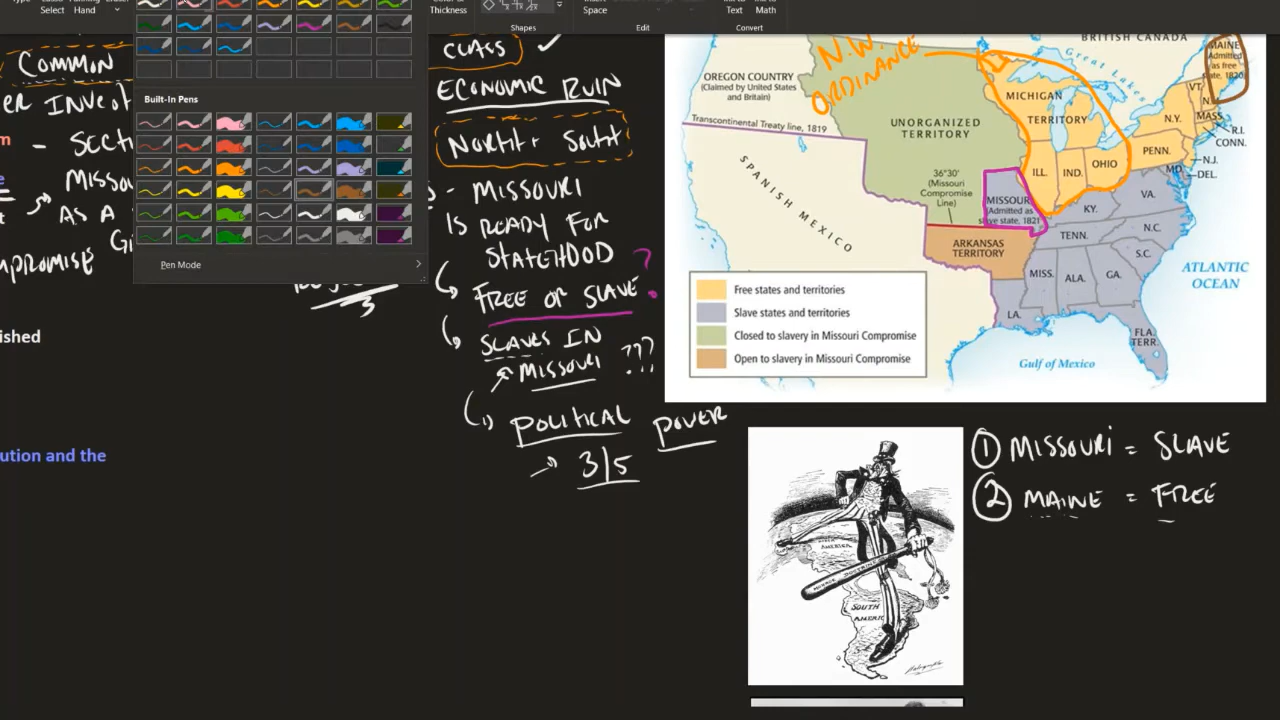 Select
Hand
Thickness
Shapes
Space
Edit
to Text
to Math
Convert
Built-In Pens
Pen Mode
COMMON
ER INVEST
- SECTI
MISSOU
AS A
MPROMISE
ished
ution and the
CLASS ✓
ECONOMIC RUIN
NORTH + SOUTH
- MISSOURI
IS READY FOR
STATEHOOD ?
FREE OR SLAVE
SLAVES IN
MISSOURI ???
POLITICAL POWER
→ 3/5
N.W.
ORDINANCE
BRITISH CANADA
MAINE
(Admitted
as free
state, 1820)
Great Lakes
OREGON COUNTRY
(Claimed by United States
and Britain)
Transcontinental Treaty line, 1819
UNORGANIZED
TERRITORY
MICHIGAN
TERRITORY
VT.
N.Y.
MASS.
R.I.
CONN.
PENN.
N.J.
DEL.
MD.
ILL.
IND.
OHIO
SPANISH MEXICO
36°30'
(Missouri
Compromise
Line)
MISSOURI
(Admitted as
slave state, 1821)
KY.
VA.
N.C.
TENN.
ARKANSAS
TERRITORY
S.C.
MISS.
ALA.
GA.
LA.
FLA.
TERR.
ATLANTIC
OCEAN
Gulf of Mexico
Free states and territories
Slave states and territories
Closed to slavery in Missouri Compromise
Open to slavery in Missouri Compromise
MONROE DOCTRINE
SOUTH
AMERICA
① MISSOURI = SLAVE
② MAINE = FREE